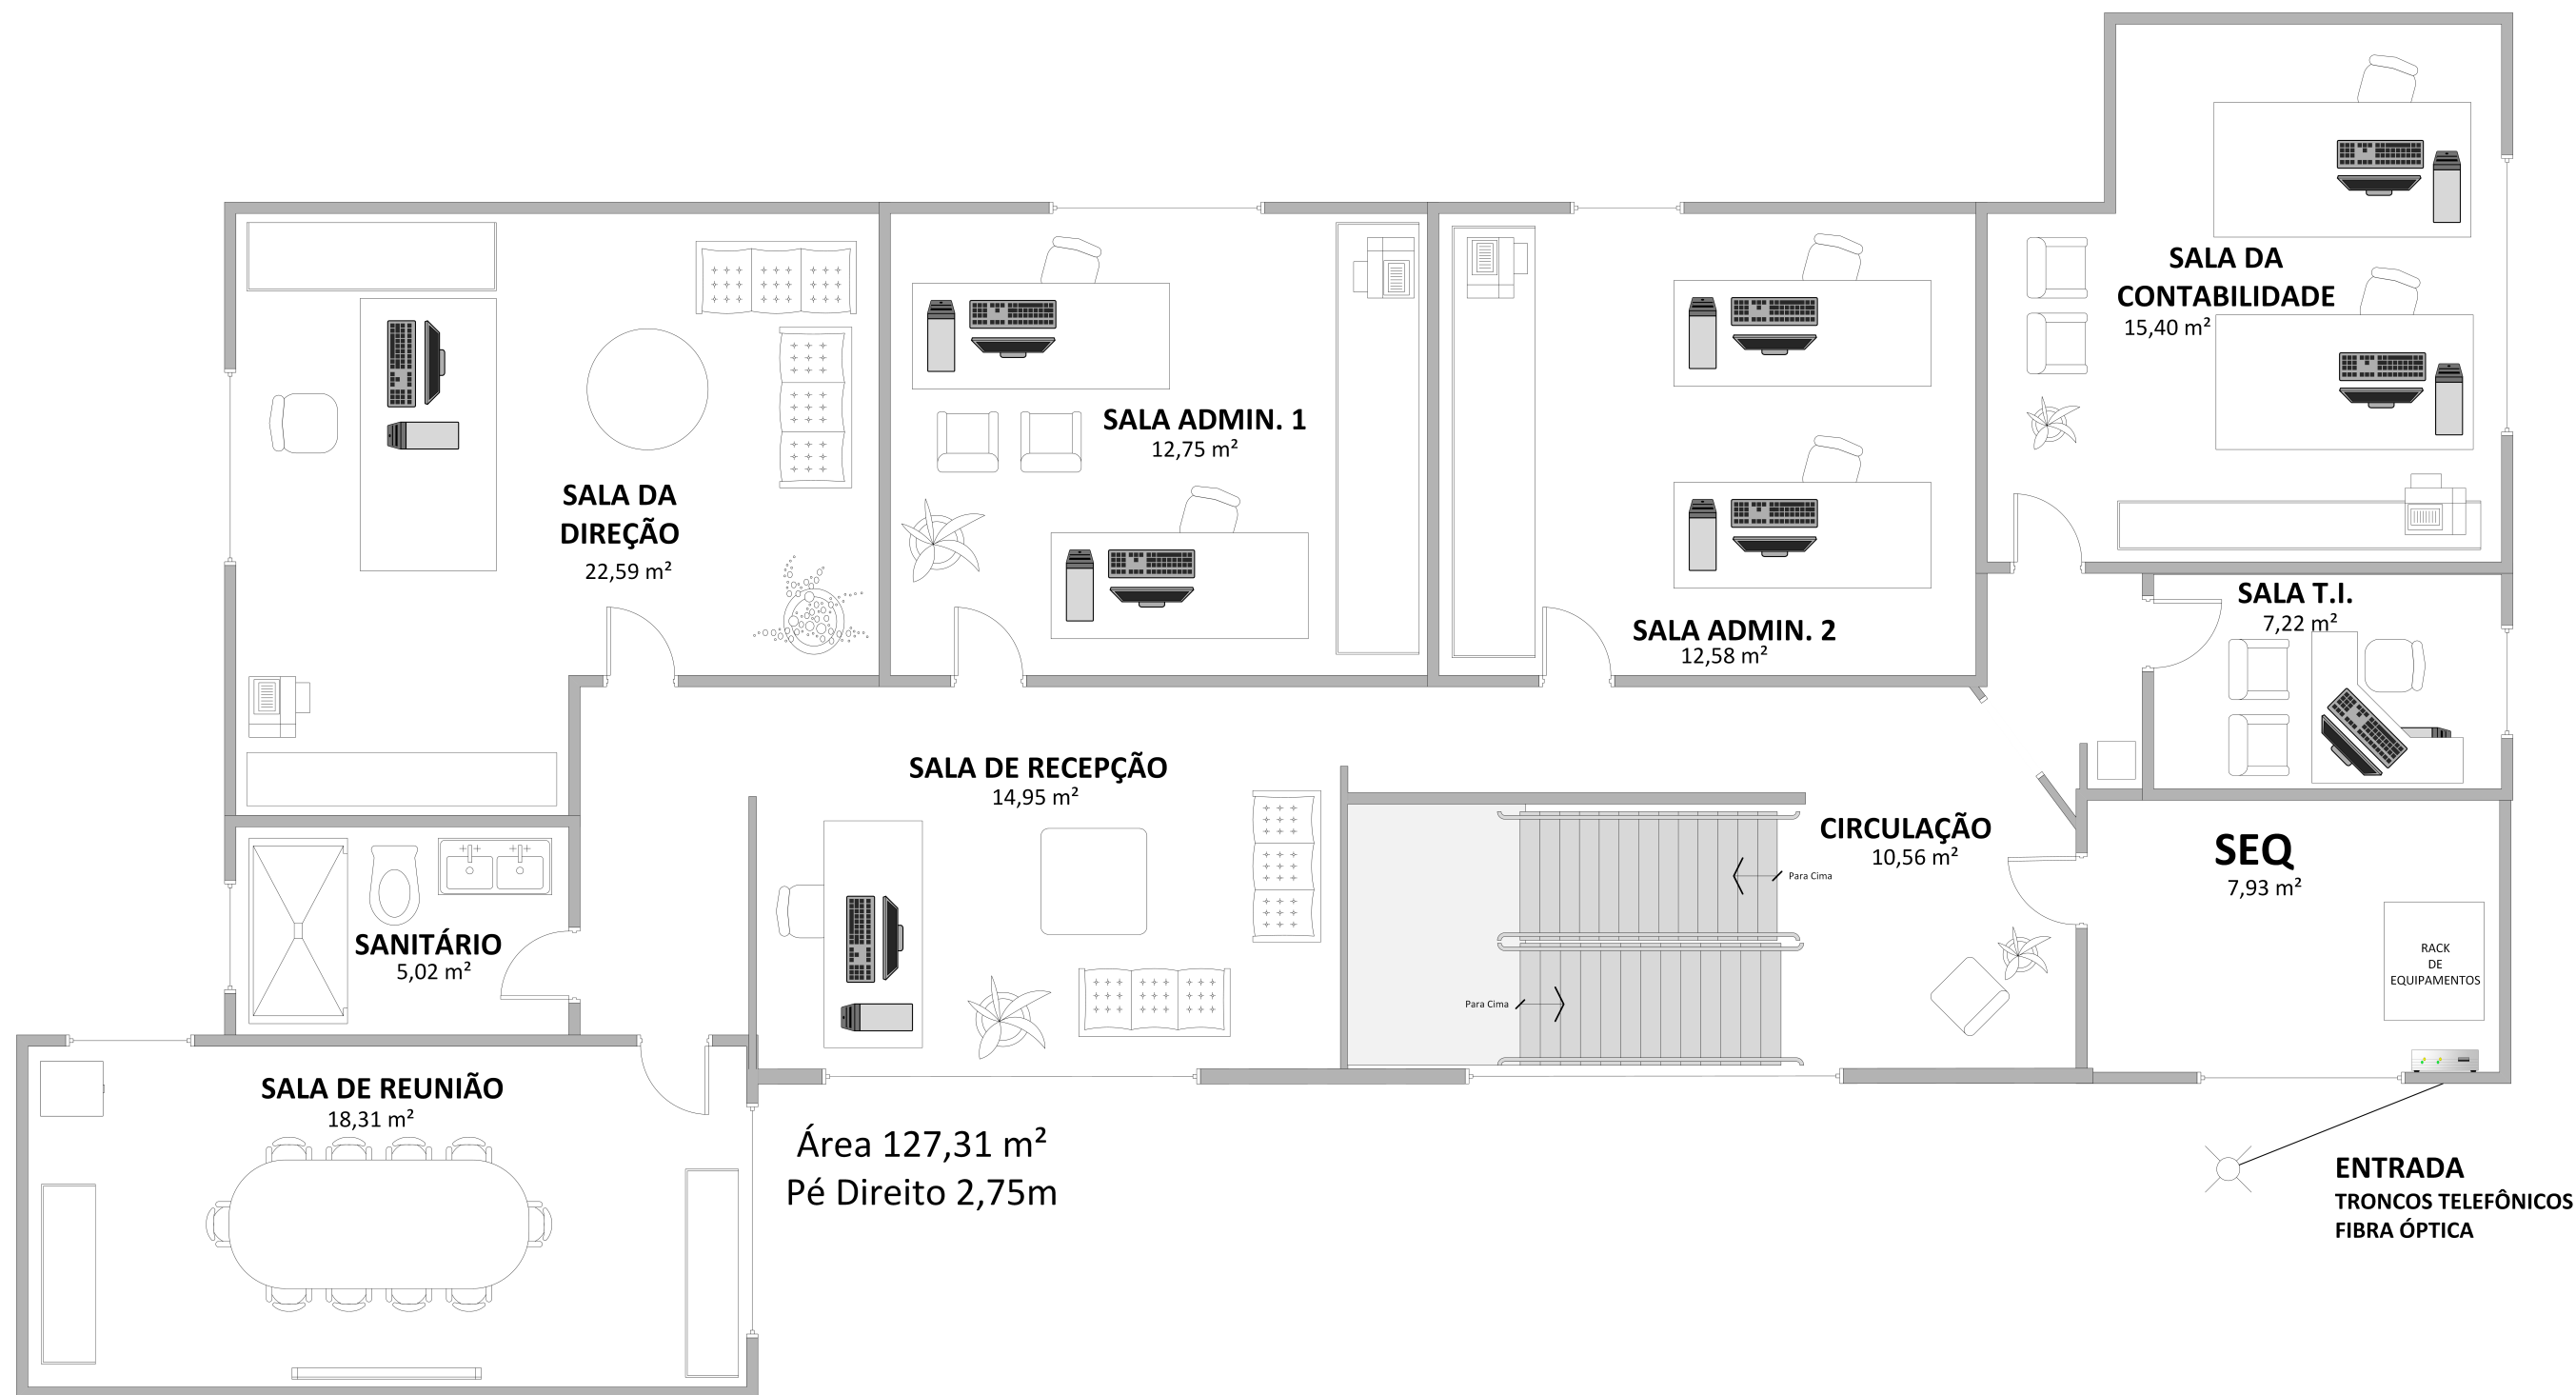 SALA DA
CONTABILIDADE
15,40 m²
SALA ADMIN. 1
12,75 m²
SALA DA
DIREÇÃO
22,59 m²
SALA ADMIN. 2
12,58 m²
SALA T.I.
7,22 m²
SALA DE RECEPÇÃO
14,95 m²
CIRCULAÇÃO
10,56 m²
Para Cima
Para Cima
SEQ
7,93 m²
RACK
DE
EQUIPAMENTOS
SANITÁRIO
5,02 m²
SALA DE REUNIÃO
18,31 m²
Área 127,31 m²
Pé Direito 2,75m
ENTRADA
TRONCOS TELEFÔNICOS
FIBRA ÓPTICA